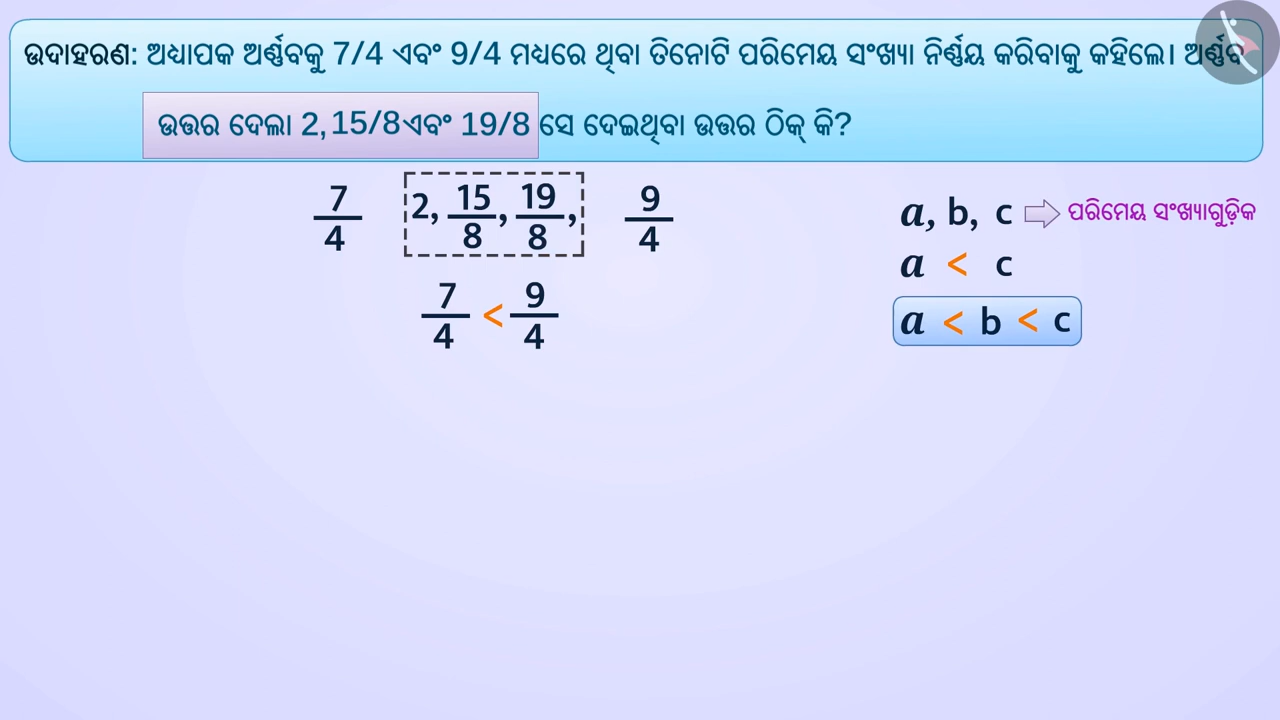 ଉଦାହରଣ: ଅଧ୍ୟାପକ ଅର୍ଣ୍ଣବକୁ 7/4 ଏବଂ 9/4 ମଧ୍ୟରେ ଥିବା ତିନୋଟି ପରିମେୟ ସଂଖ୍ୟା ନିର୍ଣ୍ଣୟ କରିବାକୁ କହିଲେ। ଅର୍ଣ୍ଣବ
ଉତ୍ତର ଦେଲା 2, 15/8 ଏବଂ 19/8 ସେ ଦେଇଥିବା ଉତ୍ତର ଠିକ୍ କି?
7/4 2, 15/8, 19/8, 9/4
a, b, c ⇨ ପରିମେୟ ସଂଖ୍ୟାଗୁଡ଼ିକ
a < c
7/4 < 9/4
a < b < c